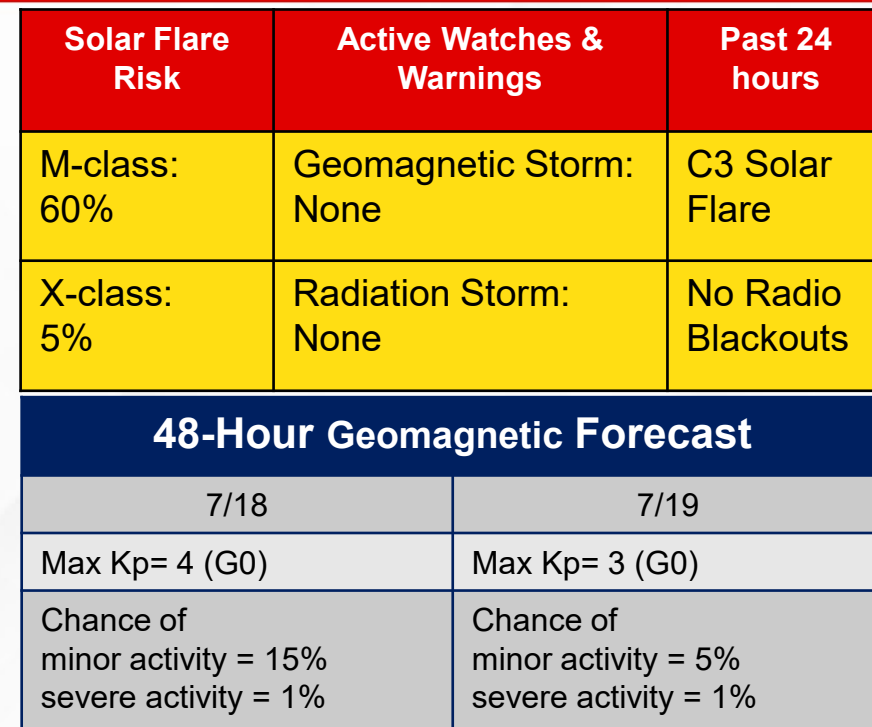 Solar Flare Risk
Active Watches & Warnings
Past 24 hours
M-class:
60%
Geomagnetic Storm:
None
C3 Solar
Flare
X-class:
5%
Radiation Storm:
None
No Radio
Blackouts
48-Hour Geomagnetic Forecast
7/18
7/19
Max Kp= 4 (G0)
Max Kp= 3 (G0)
Chance of
minor activity = 15%
severe activity = 1%
Chance of
minor activity = 5%
severe activity = 1%